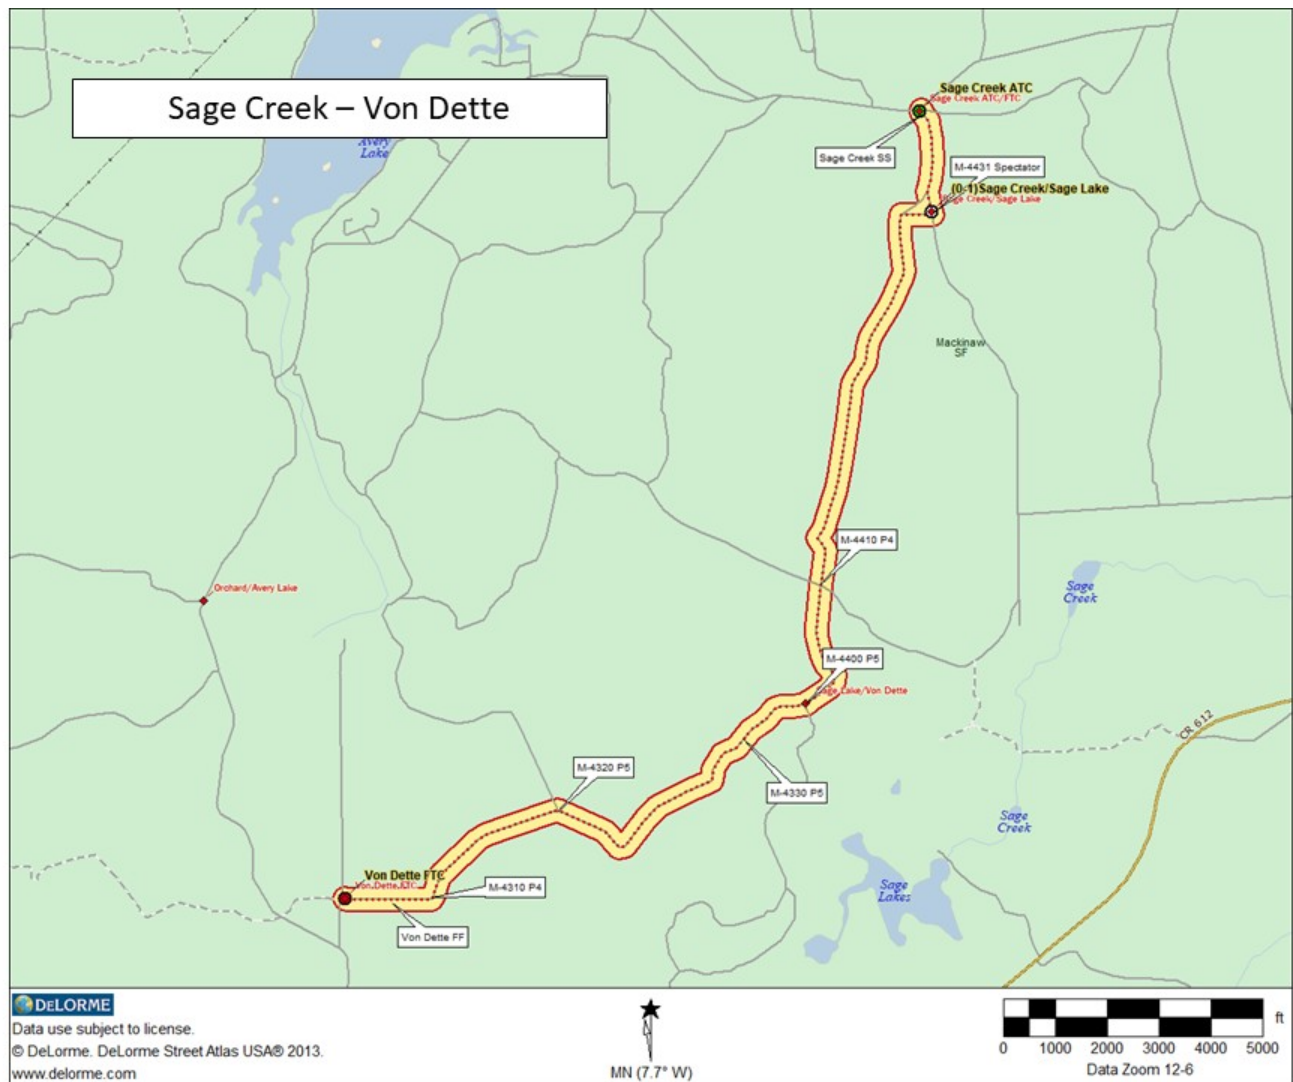 Sage Creek – Von Dette
Avery
Lake
Sage Creek ATC
Sage Creek ATC/FTC
Sage Creek SS
M-4431 Spectator
(0-1)Sage Creek/Sage Lake
Sage Creek/Sage Lake
Mackinaw
SF
M-4410 P4
Orchard/Avery Lake
Sage
Creek
M-4400 P5
Sage Lake/Von Dette
CR 612
M-4320 P5
M-4330 P5
Sage
Creek
Von Dette FTC
Von Dette FTC
M-4310 P4
Sage
Lakes
Von Dette FF
DELORME
Data use subject to license.
© DeLorme. DeLorme Street Atlas USA® 2013.
www.delorme.com
MN (7.7° W)
ft
0 1000 2000 3000 4000 5000
Data Zoom 12-6